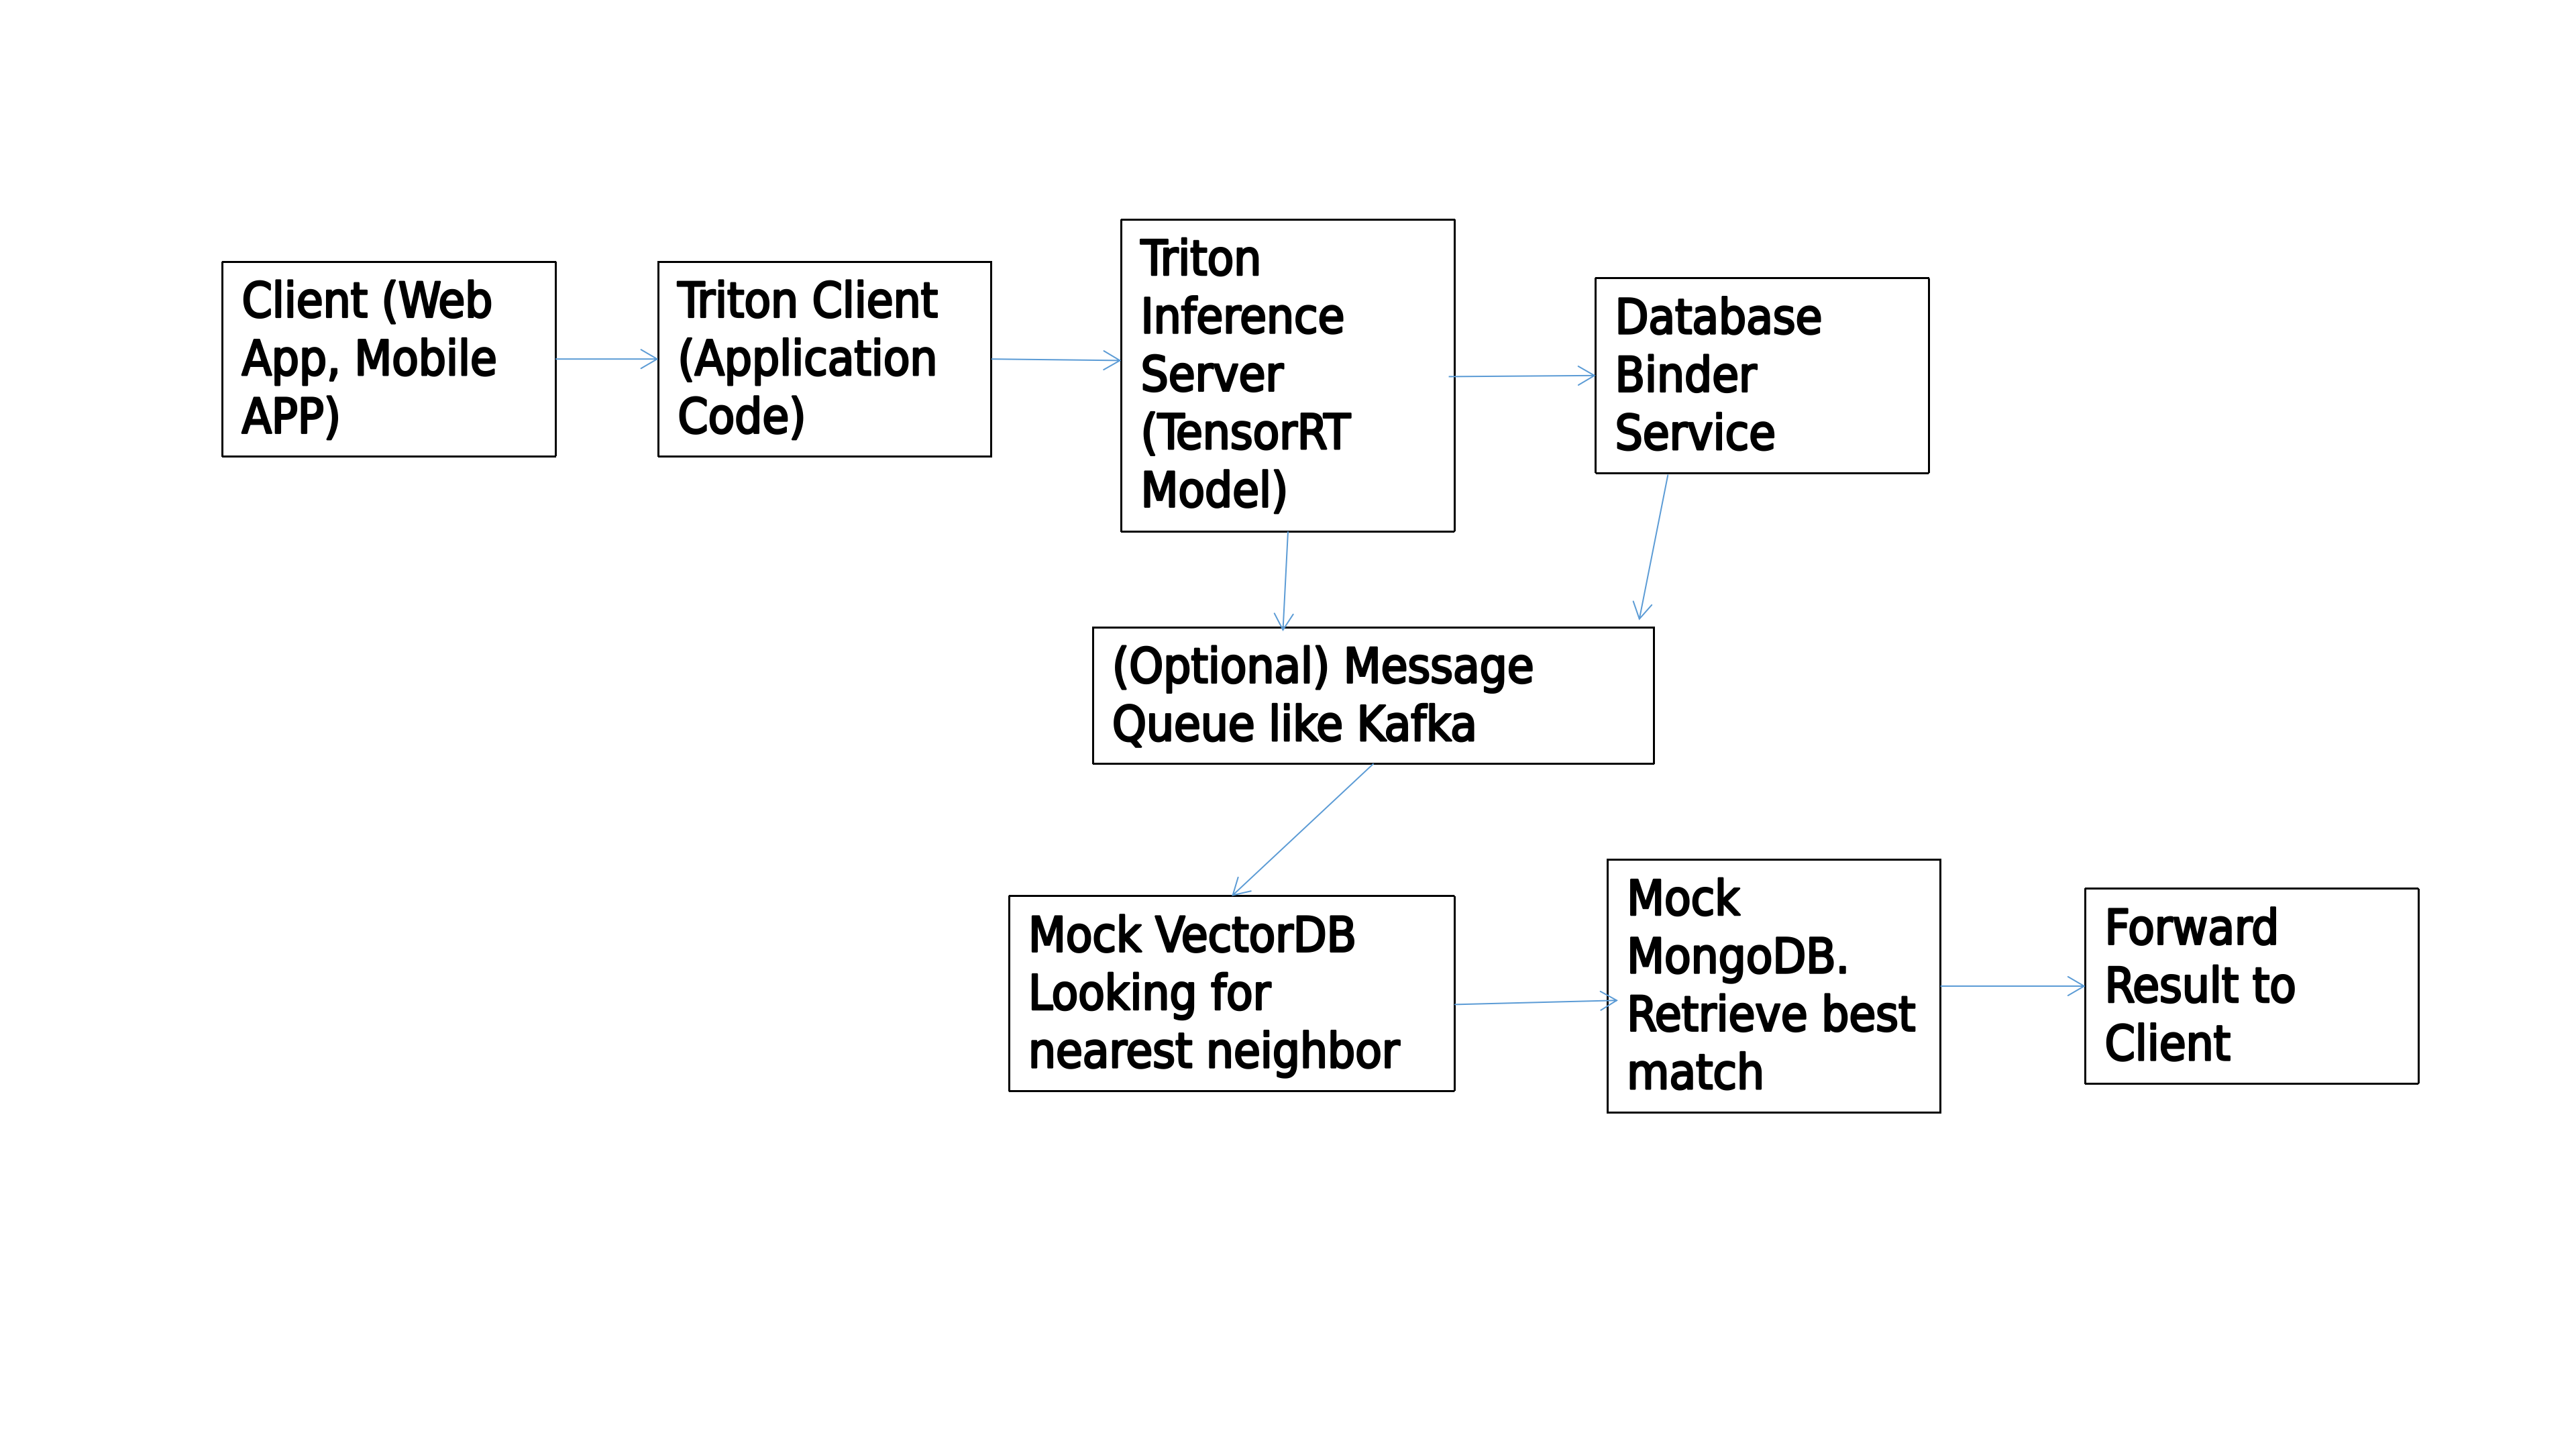 Client (Web
App, Mobile
APP)
Triton Client
(Application
Code)
Triton
Inference
Server
(TensorRT
Model)
Database
Binder
Service
(Optional) Message
Queue like Kafka
Mock VectorDB
Looking for
nearest neighbor
Mock
MongoDB.
Retrieve best
match
Forward
Result to
Client